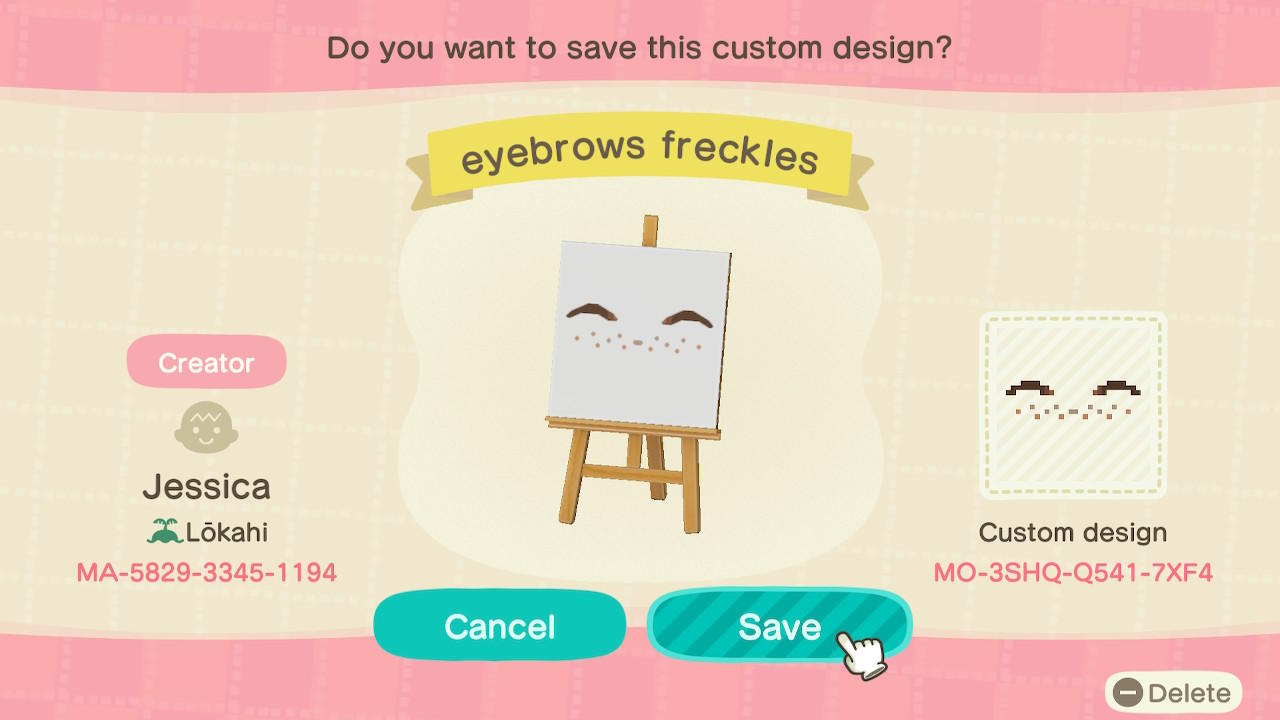 Do you want to save this custom design?
eyebrows freckles
Creator
Jessica
Lōkahi
MA-5829-3345-1194
Custom design
MO-3SHQ-Q541-7XF4
Cancel
Save
Delete